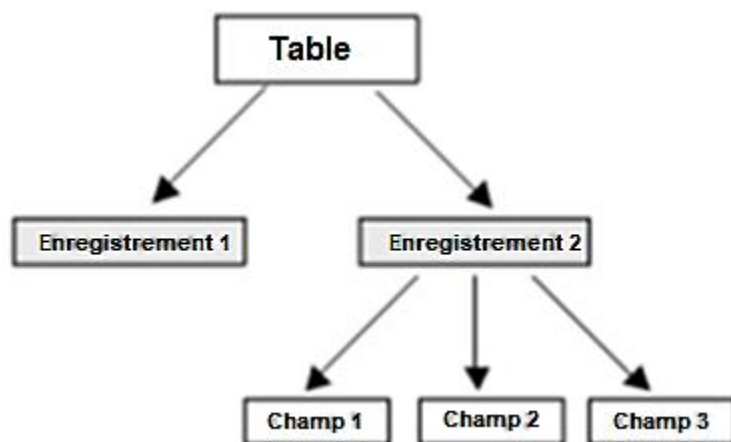 Table
Enregistrement 1
Enregistrement 2
Champ 1
Champ 2
Champ 3